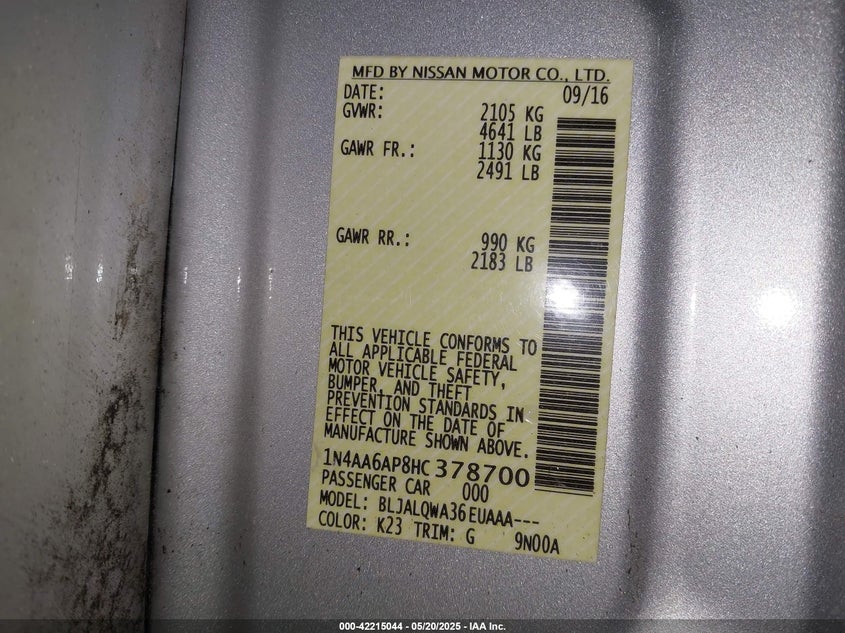 MFD BY NISSAN MOTOR CO., LTD.
DATE: 09/16
GVWR: 2105 KG
4641 LB
GAWR FR.: 1130 KG
2491 LB
GAWR RR.: 990 KG
2183 LB
THIS VEHICLE CONFORMS TO
ALL APPLICABLE FEDERAL
MOTOR VEHICLE SAFETY,
BUMPER, AND THEFT
PREVENTION STANDARDS IN
EFFECT ON THE DATE OF
MANUFACTURE SHOWN ABOVE.
1N4AA6AP8HC378700
PASSENGER CAR 000
MODEL: BLJALQWA36EUAAA---
COLOR: K23 TRIM: G 9N00A
000-42215044 - 05/20/2025 - IAA Inc.